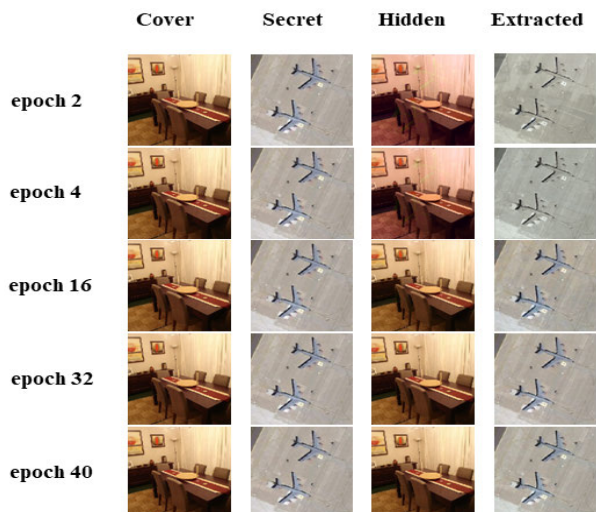 Cover Secret Hidden Extracted
epoch 2
epoch 4
epoch 16
epoch 32
epoch 40